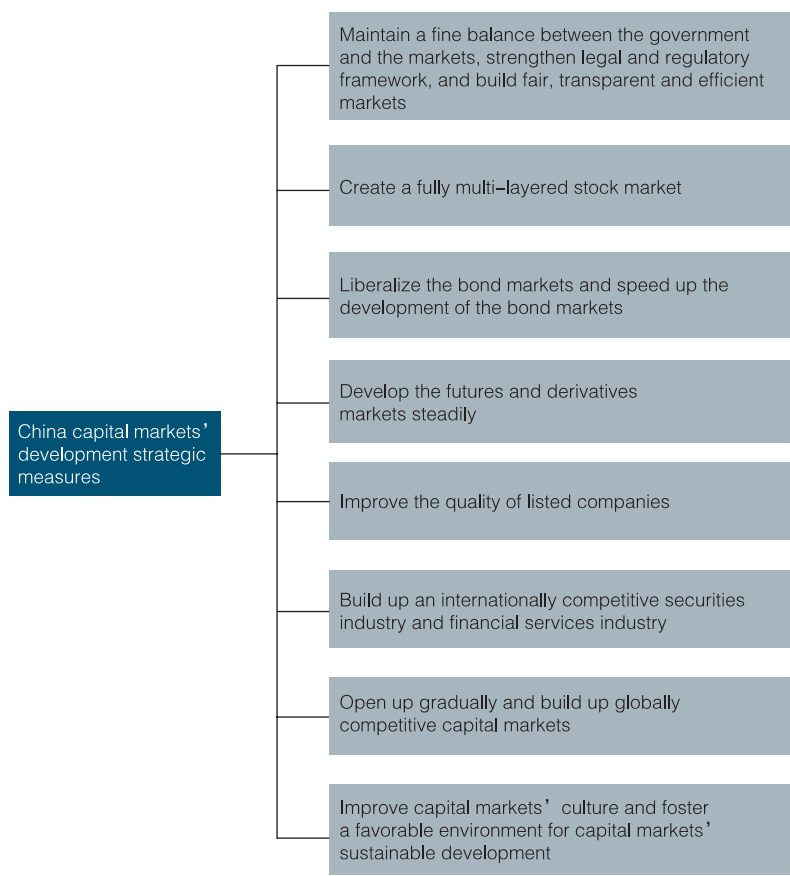 Maintain a fine balance between the government
and the markets, strengthen legal and regulatory
framework, and build fair, transparent and efficient
markets
Create a fully multi-layered stock market
Liberalize the bond markets and speed up the
development of the bond markets
Develop the futures and derivatives
markets steadily
China capital markets’
development strategic
measures
Improve the quality of listed companies
Build up an internationally competitive securities
industry and financial services industry
Open up gradually and build up globally
competitive capital markets
Improve capital markets’ culture and foster
a favorable environment for capital markets’
sustainable development